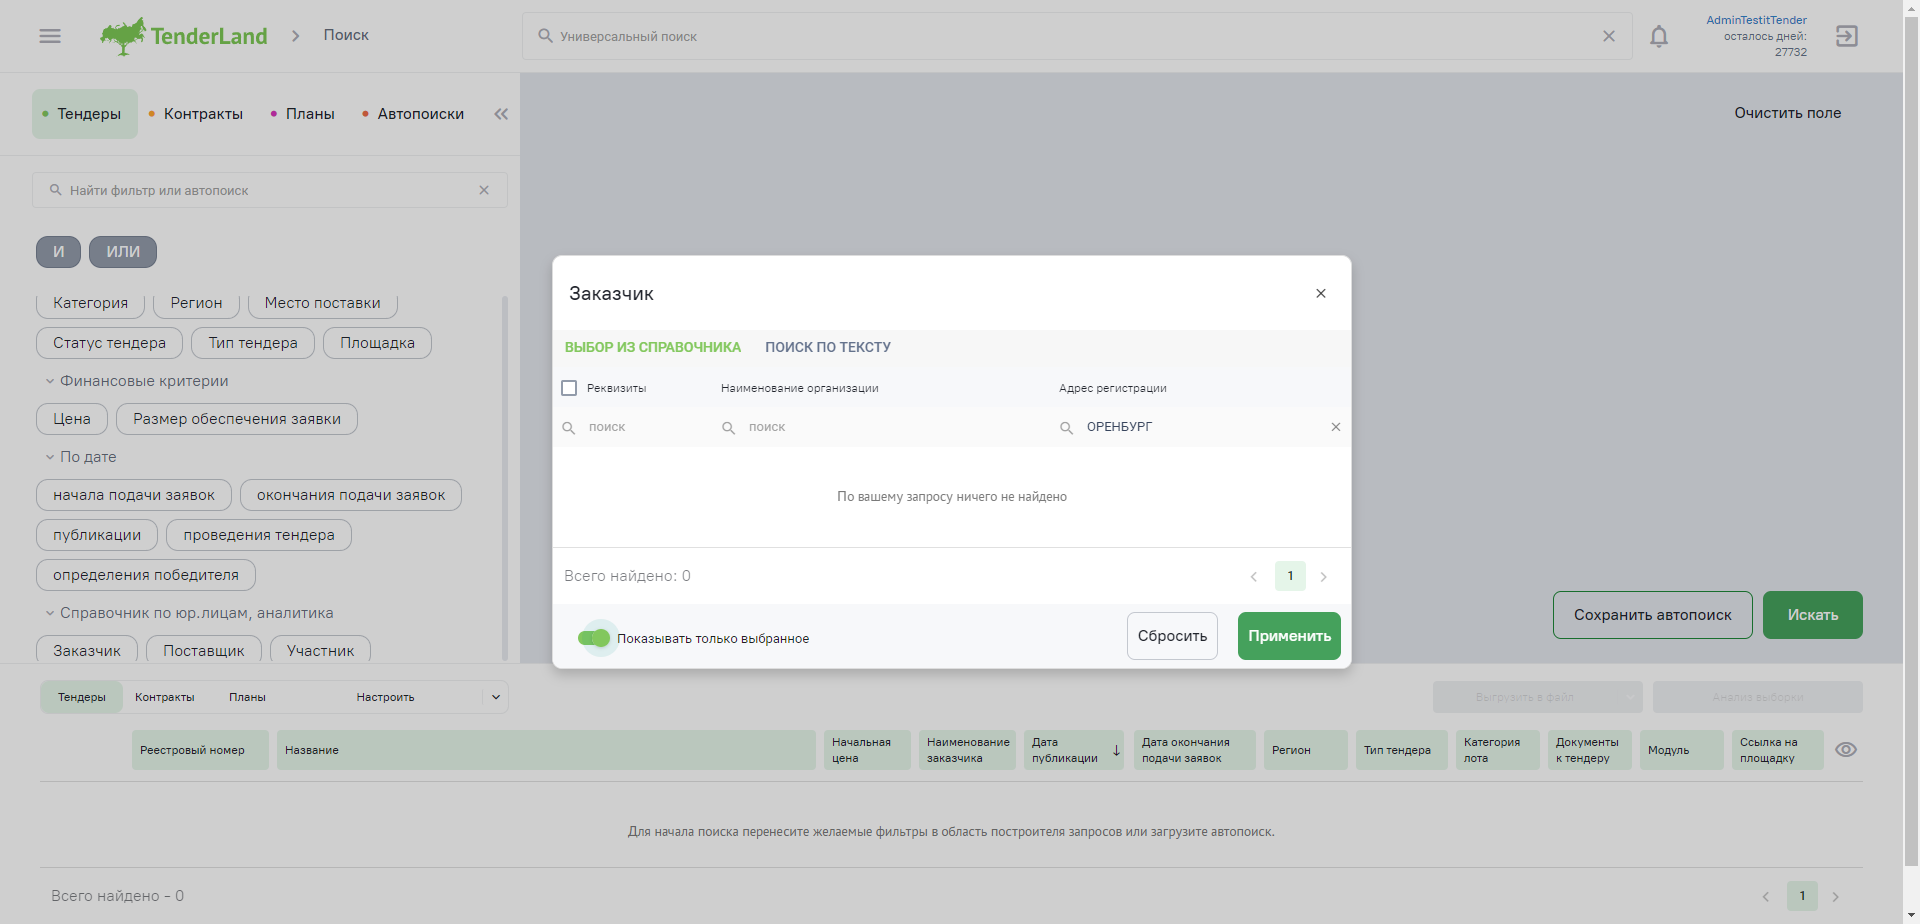 TenderLand
Поиск
Универсальный поиск
AdminTestitTender
осталось дней:
27732
Тендеры
Контракты
Планы
Автопоиски
Очистить поле
Найти фильтр или автопоиск
И
ИЛИ
Категория
Регион
Место поставки
Статус тендера
Тип тендера
Площадка
Финансовые критерии
Цена
Размер обеспечения заявки
По дате
начала подачи заявок
окончания подачи заявок
публикации
проведения тендера
определения победителя
Справочник по юр.лицам, аналитика
Заказчик
Поставщик
Участник
Заказчик
ВЫБОР ИЗ СПРАВОЧНИКА
ПОИСК ПО ТЕКСТУ
Реквизиты
Наименование организации
Адрес регистрации
поиск
поиск
ОРЕНБУРГ
По вашему запросу ничего не найдено
Всего найдено: 0
1
Показывать только выбранное
Сбросить
Применить
Сохранить автопоиск
Искать
Тендеры
Контракты
Планы
Настроить
Выгрузить в файл
Анализ выборки
Реестровый номер
Название
Начальная
цена
Наименование
заказчика
Дата
публикации
Дата окончания
подачи заявок
Регион
Тип тендера
Категория
лота
Документы
к тендеру
Модуль
Ссылка на
площадку
Для начала поиска перенесите желаемые фильтры в область построителя запросов или загрузите автопоиск.
Всего найдено - 0
1